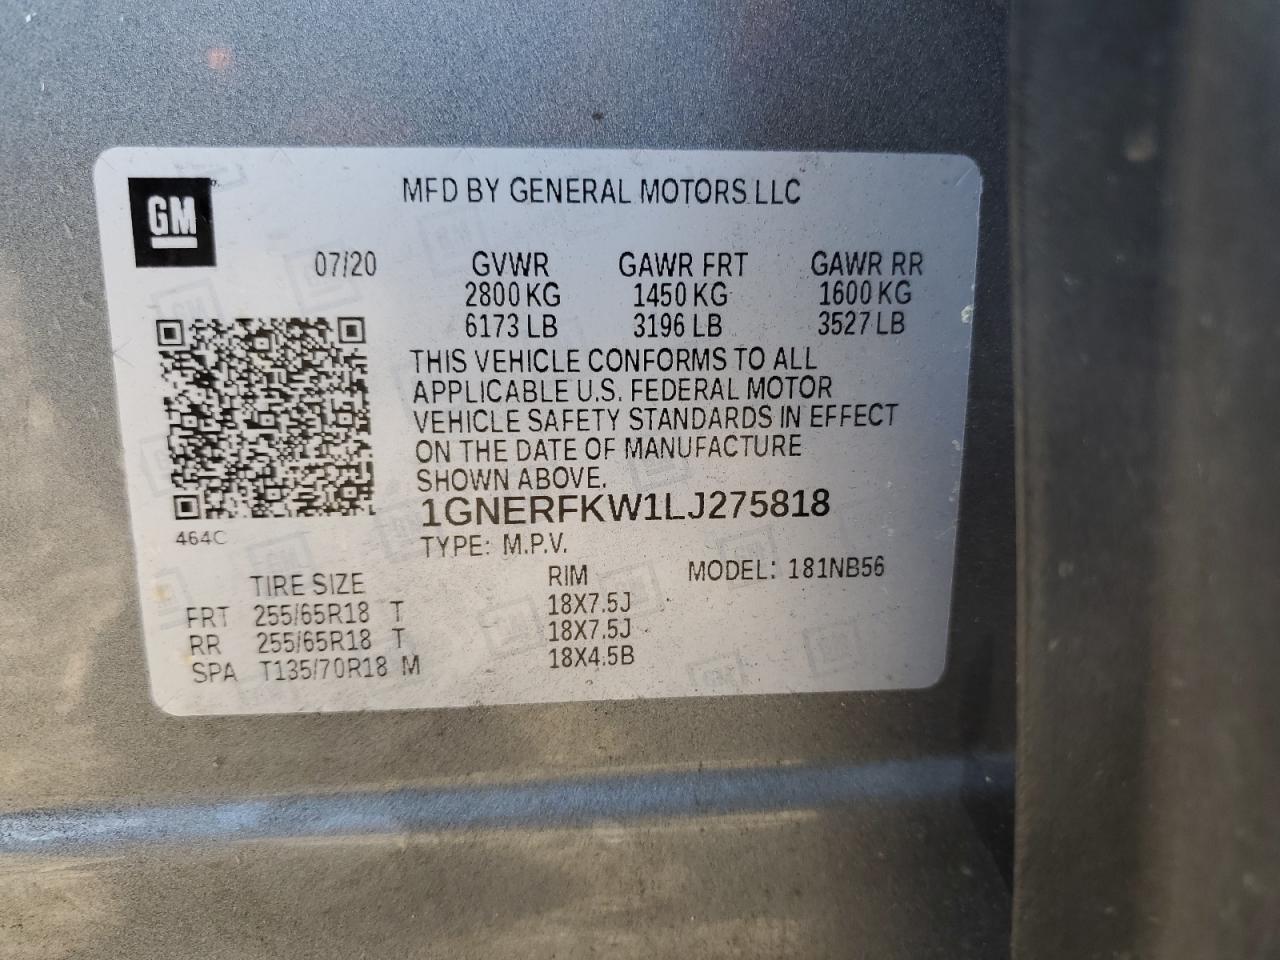 GM
MFD BY GENERAL MOTORS LLC
07/20 GVWR GAWR FRT GAWR RR
2800 KG 1450 KG 1600 KG
6173 LB 3196 LB 3527 LB
THIS VEHICLE CONFORMS TO ALL
APPLICABLE U.S. FEDERAL MOTOR
VEHICLE SAFETY STANDARDS IN EFFECT
ON THE DATE OF MANUFACTURE
SHOWN ABOVE.
1GNERFKW1LJ275818
464C
TYPE: M.P.V.
TIRE SIZE RIM MODEL: 181NB56
FRT 255/65R18 T 18X7.5J
RR 255/65R18 T 18X7.5J
SPA T135/70R18 M 18X4.5B